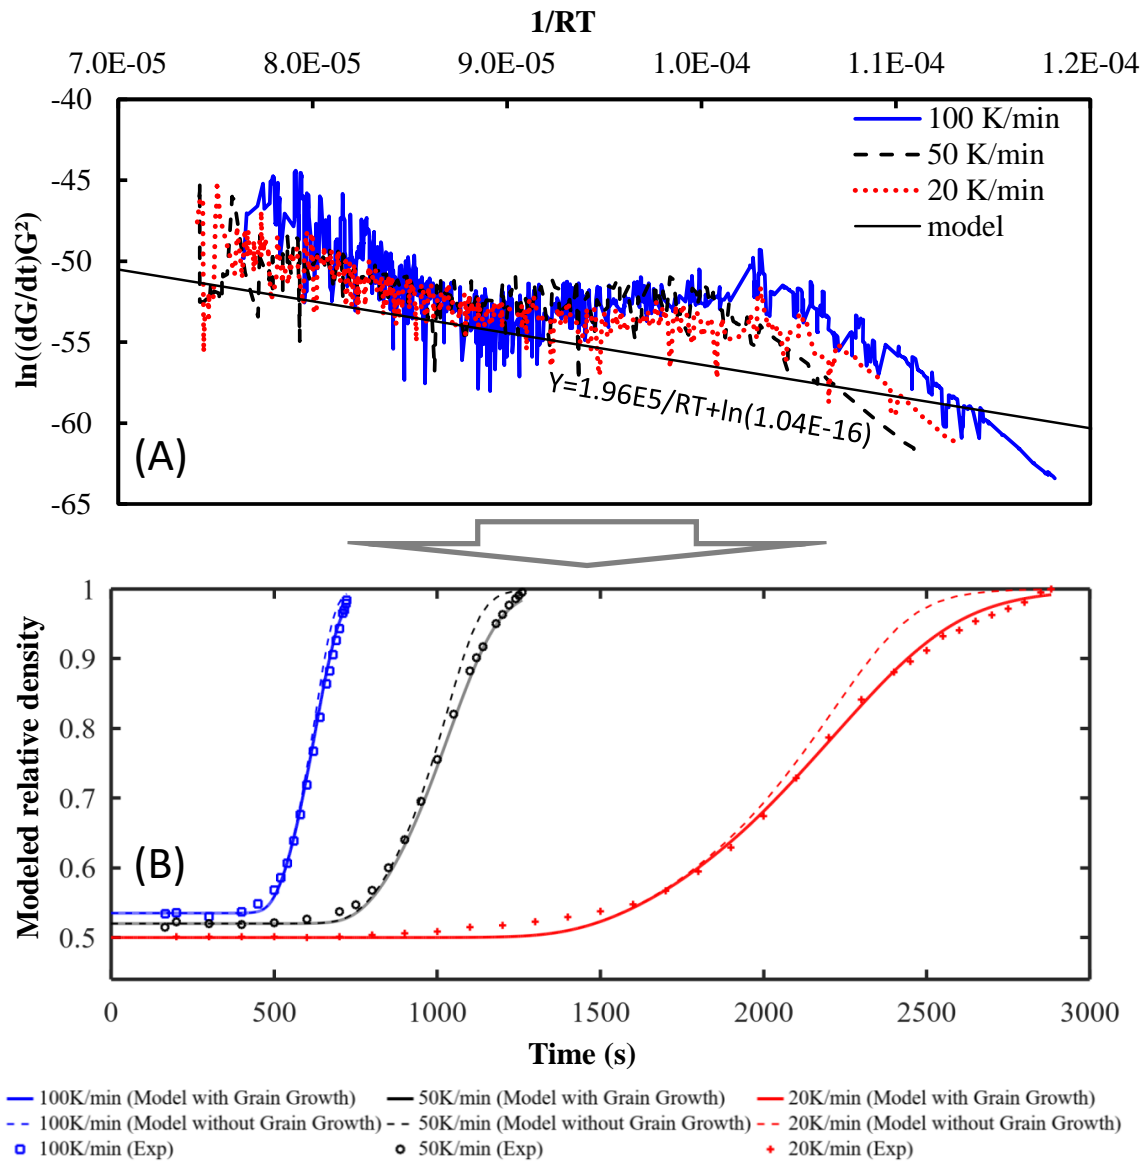 1/RT
7.0E-05 8.0E-05 9.0E-05 1.0E-04 1.1E-04 1.2E-04
-40
-45
-50
-55
-60
-65
ln((dG/dt)G²)
100 K/min
50 K/min
20 K/min
model
Y=1.96E5/RT+ln(1.04E-16)
(A)
1
0.9
0.8
0.7
0.6
0.5
Modeled relative density
(B)
0 500 1000 1500 2000 2500 3000
Time (s)
100K/min (Model with Grain Growth) 50K/min (Model with Grain Growth) 20K/min (Model with Grain Growth)
100K/min (Model without Grain Growth) 50K/min (Model without Grain Growth) 20K/min (Model without Grain Growth)
100K/min (Exp) 50K/min (Exp) 20K/min (Exp)